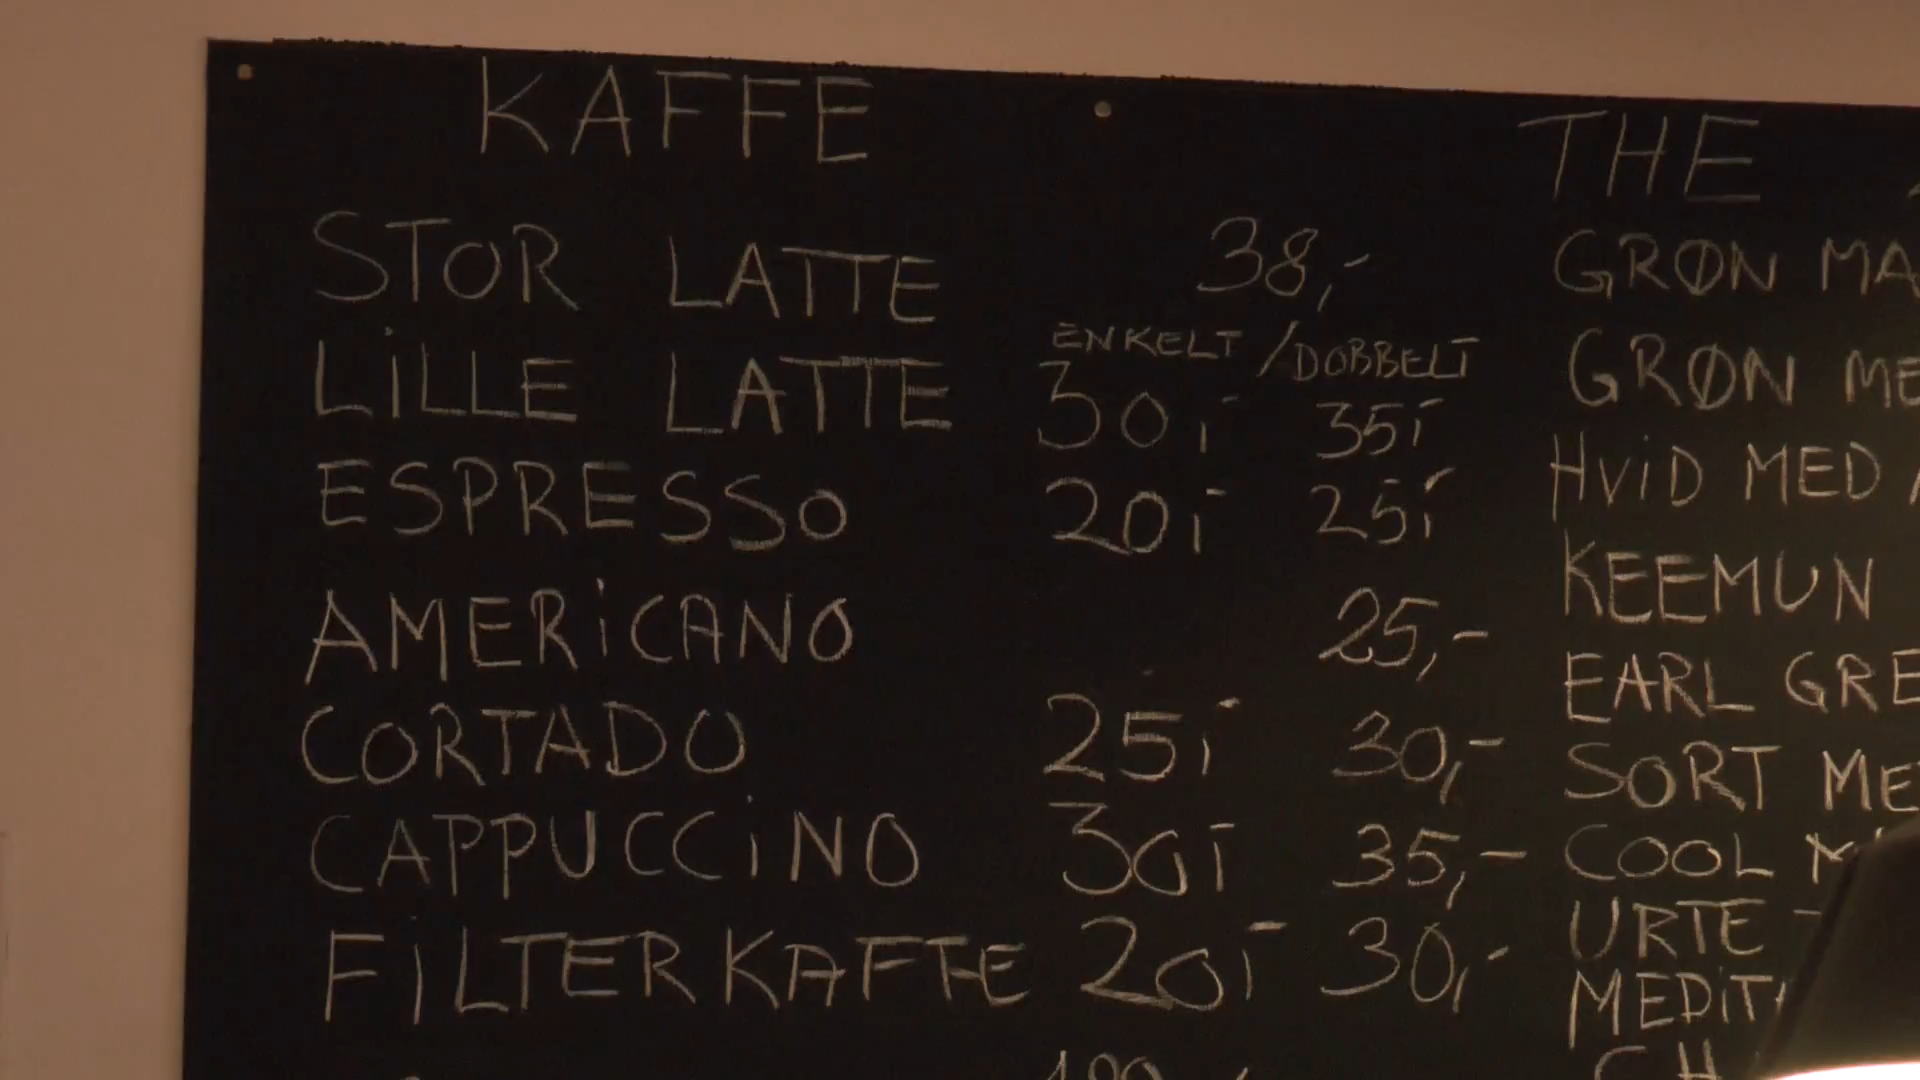 KAFFE
STOR LATTE 38,-
ENKELT / DOBBELT
LILLE LATTE 30,- 35,-
ESPRESSO 20,- 25,-
AMERICANO 25,-
CORTADO 25,- 30,-
CAPPUCCINO 30,- 35,-
FILTERKAFFE 20,- 30,-
THE
GRØN MA
GRØN ME
HVID MED
KEEMUN
EARL GRE
SORT ME
COOL
URTE -
MEDIT